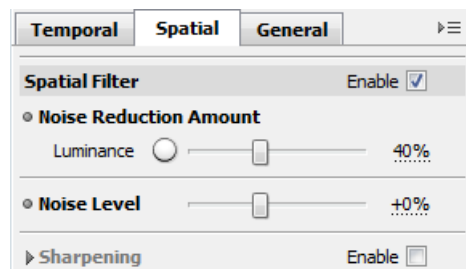 Temporal Spatial General
Spatial Filter Enable
Noise Reduction Amount
Luminance 40%
Noise Level +0%
Sharpening Enable